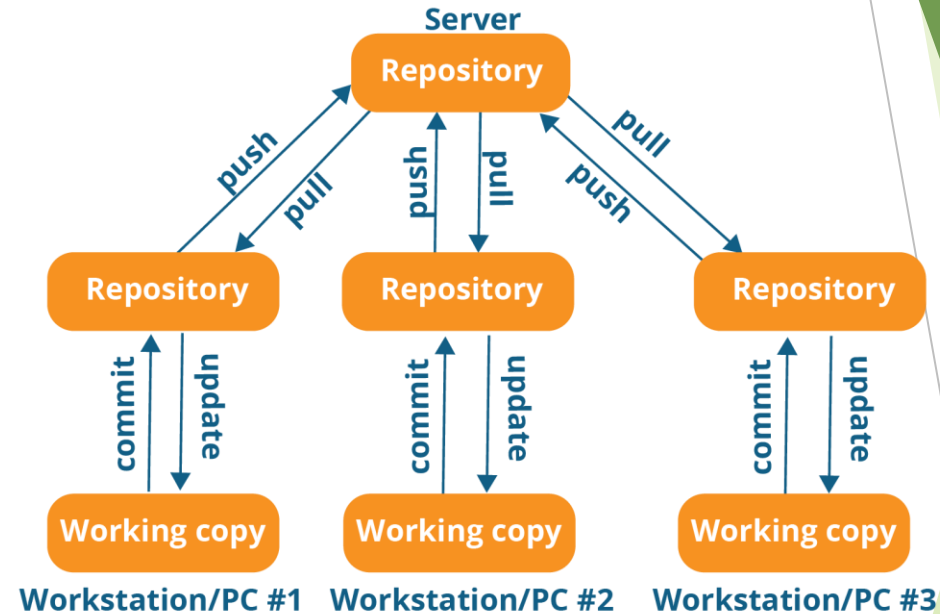 Server
Repository
push
pull
push
pull
push
pull
Repository
Repository
Repository
commit
update
commit
update
commit
update
Working copy
Working copy
Working copy
Workstation/PC #1
Workstation/PC #2
Workstation/PC #3